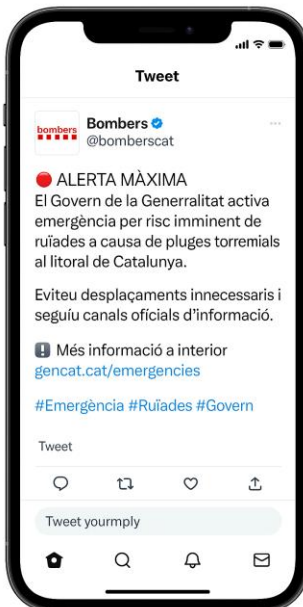 Tweet
bombers
Bombers
@bomberscat
ALERTA MÀXIMA
El Govern de la Generralitat activa
emergència per risc imminent de
ruïades a causa de pluges torremials
al litoral de Catalunya.
Eviteu desplaçaments innecessaris i
seguíu canals ofícials d'informació.
Més informació a interior
gencat.cat/emergencies
#Emergència #Ruïades #Govern
Tweet
Tweet yourmply